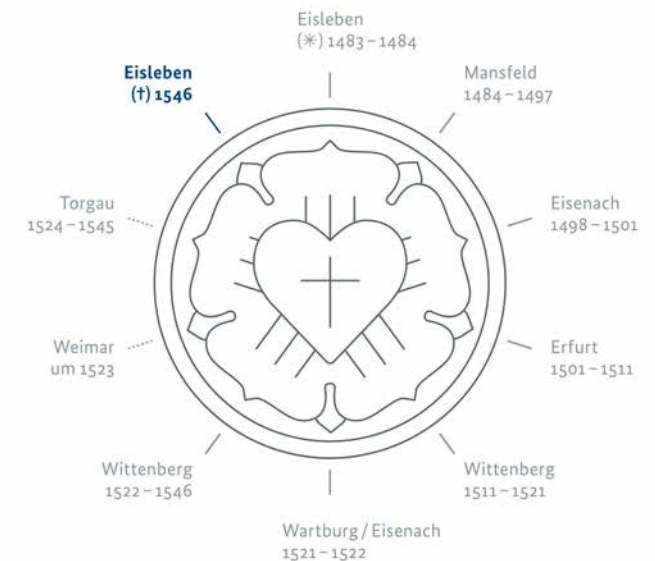 Eisleben
(✳) 1483 – 1484
Mansfeld
1484 – 1497
Eisenach
1498 – 1501
Erfurt
1501 – 1511
Wittenberg
1511 – 1521
Wartburg / Eisenach
1521 – 1522
Wittenberg
1522 – 1546
Weimar
um 1523
Torgau
1524 – 1545
Eisleben
(†) 1546